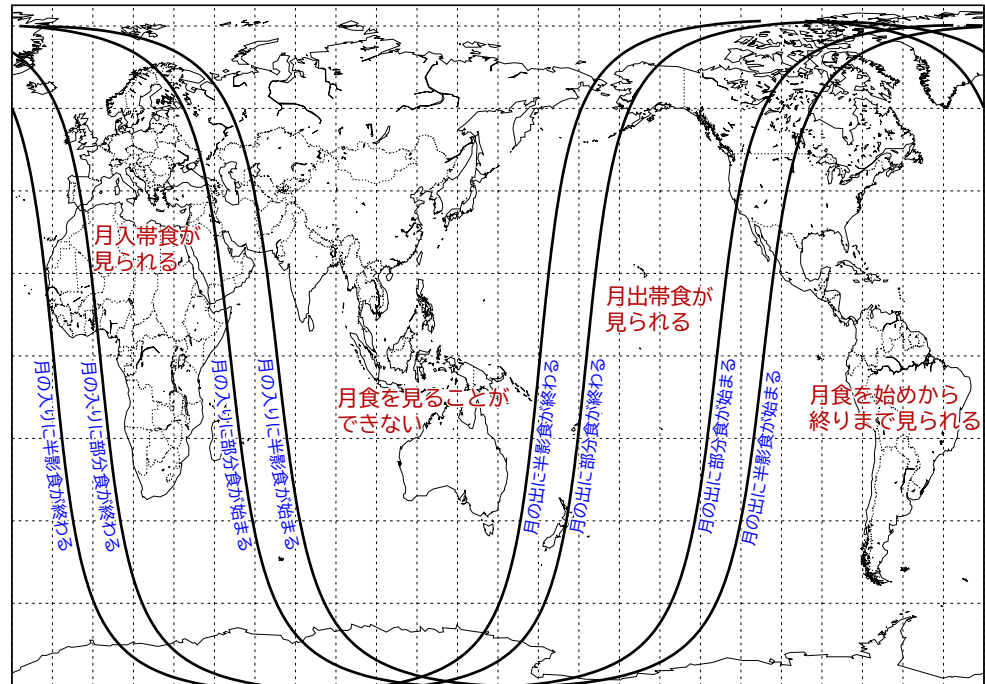 月入帯食が
見られる
月出帯食が
見られる
月食を見ることが
できない
月食を始めから
終りまで見られる
月の入りに半影食が終わる
月の入りに部分食が終わる
月の入りに部分食が始まる
月の入りに半影食が始まる
月の出に半影食が終わる
月の出に部分食が終わる
月の出に部分食が始まる
月の出に半影食が始まる